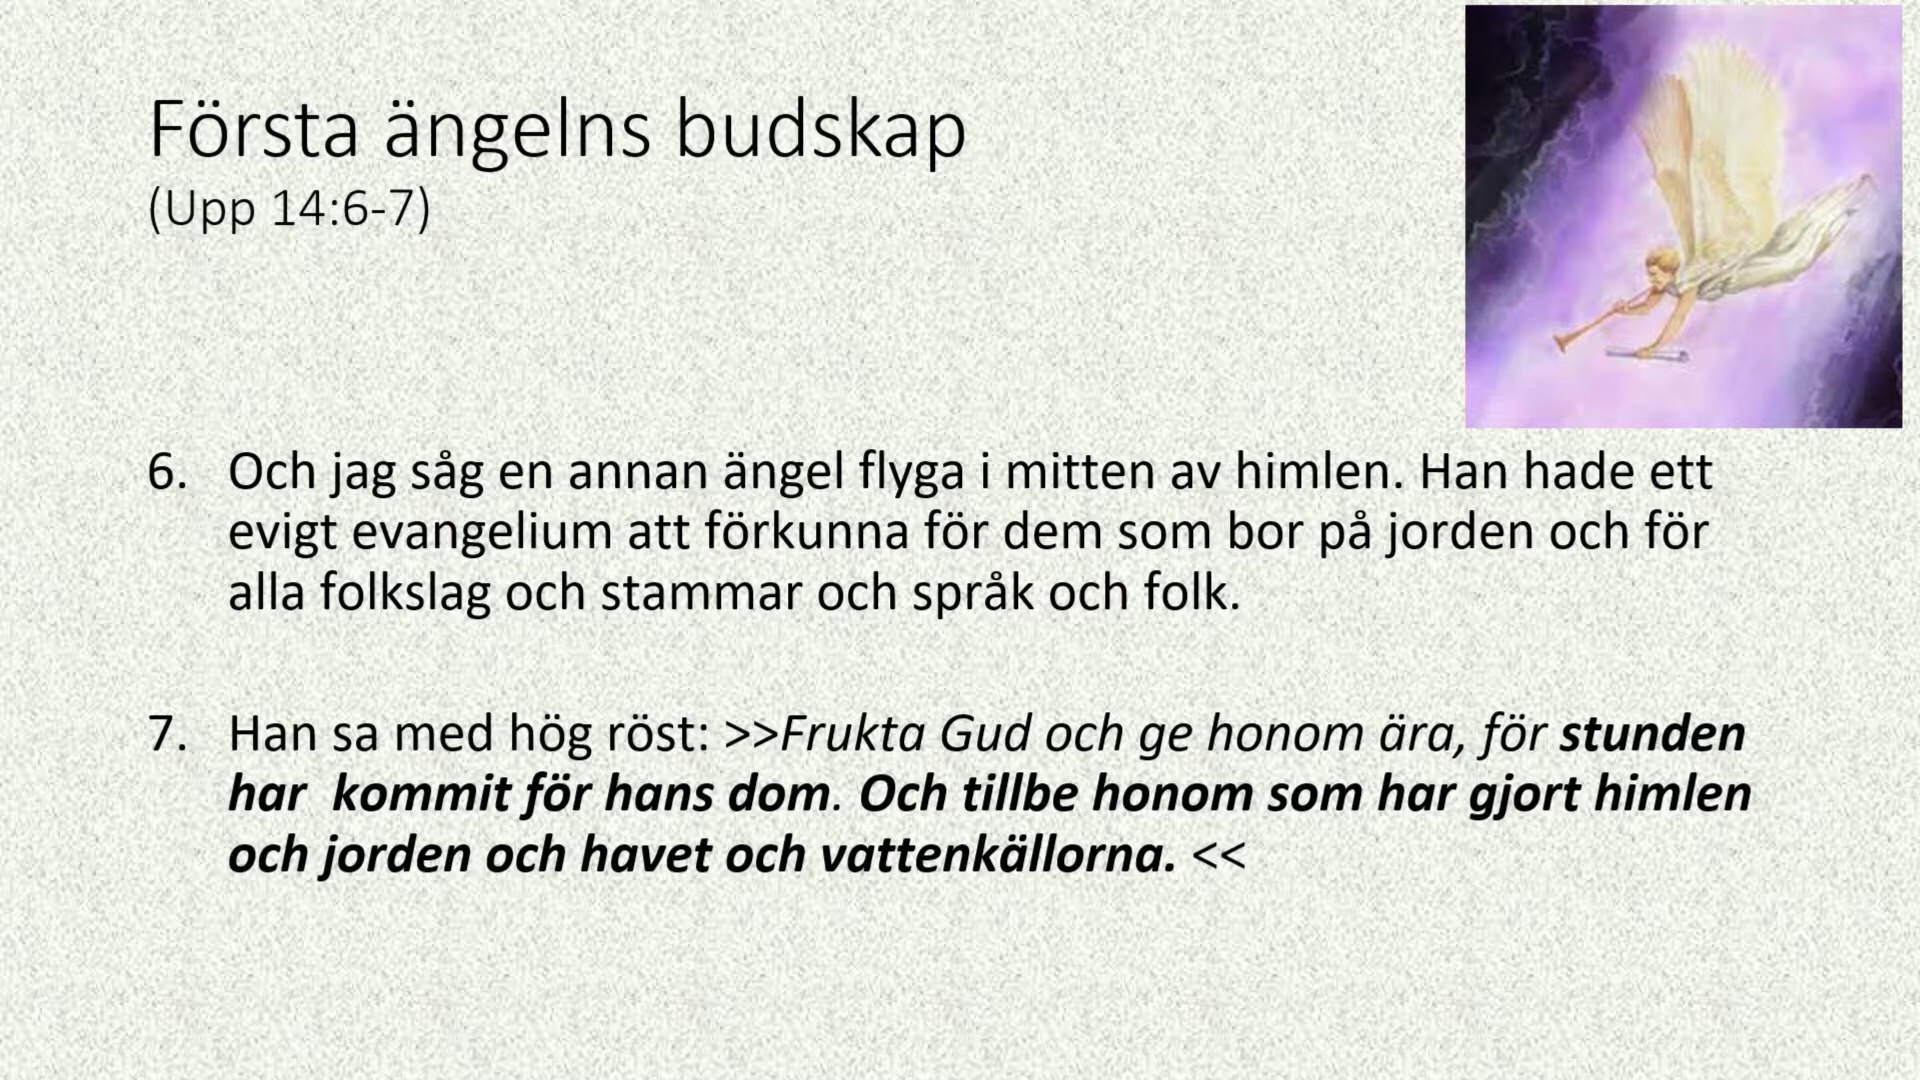 Första ängelns budskap
(Upp 14:6-7)
6. Och jag såg en annan ängel flyga i mitten av himlen. Han hade ett
evigt evangelium att förkunna för dem som bor på jorden och för
alla folkslag och stammar och språk och folk.
7. Han sa med hög röst: >>Frukta Gud och ge honom ära, för stunden
har  kommit för hans dom. Och tillbe honom som har gjort himlen
och jorden och havet och vattenkällorna. <<